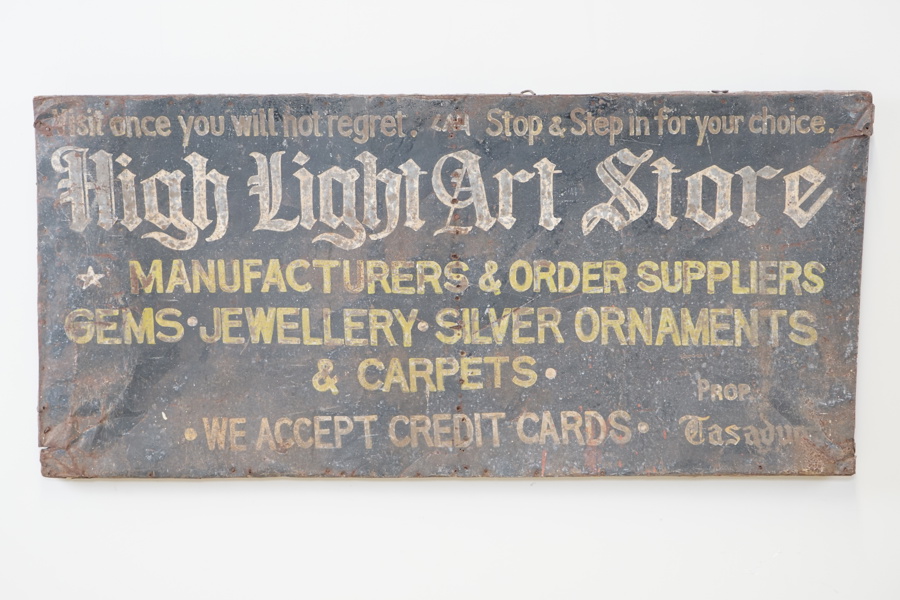 Visit once you will not regret. Stop & Step in for your choice.
High Light Art Store
MANUFACTURERS & ORDER SUPPLIERS
GEMS • JEWELLERY • SILVER ORNAMENTS
& CARPETS •
PROP
• WE ACCEPT CREDIT CARDS •